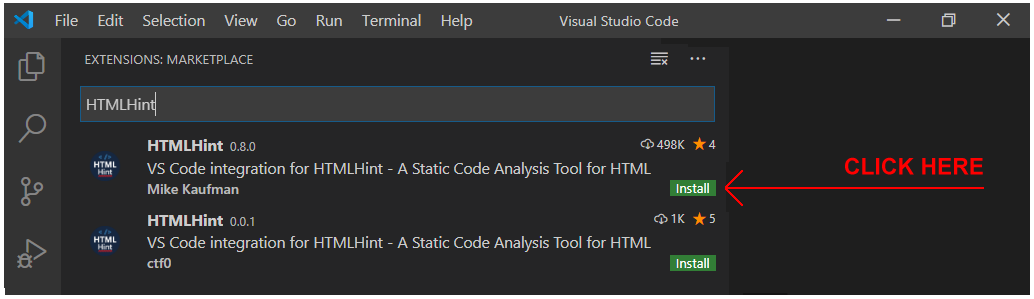 File Edit Selection View Go Run Terminal Help Visual Studio Code
EXTENSIONS: MARKETPLACE
HTMLHint
HTMLHint 0.8.0 498K 4
HTML
Hint
VS Code integration for HTMLHint - A Static Code Analysis Tool for HTML
Mike Kaufman Install
CLICK HERE
HTMLHint 0.0.1 1K 5
HTML
Hint
VS Code integration for HTMLHint - A Static Code Analysis Tool for HTML
ctf0 Install